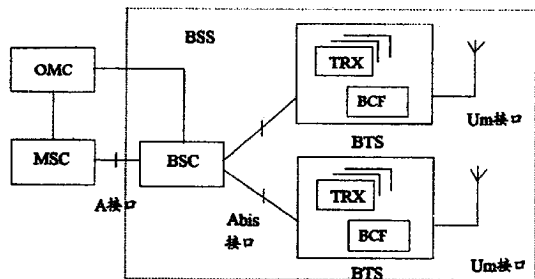 BSS
OMC
TRX
BCF
Um接口
BTS
MSC
BSC
A接口
Abis
接口
TRX
BCF
BTS
Um接口